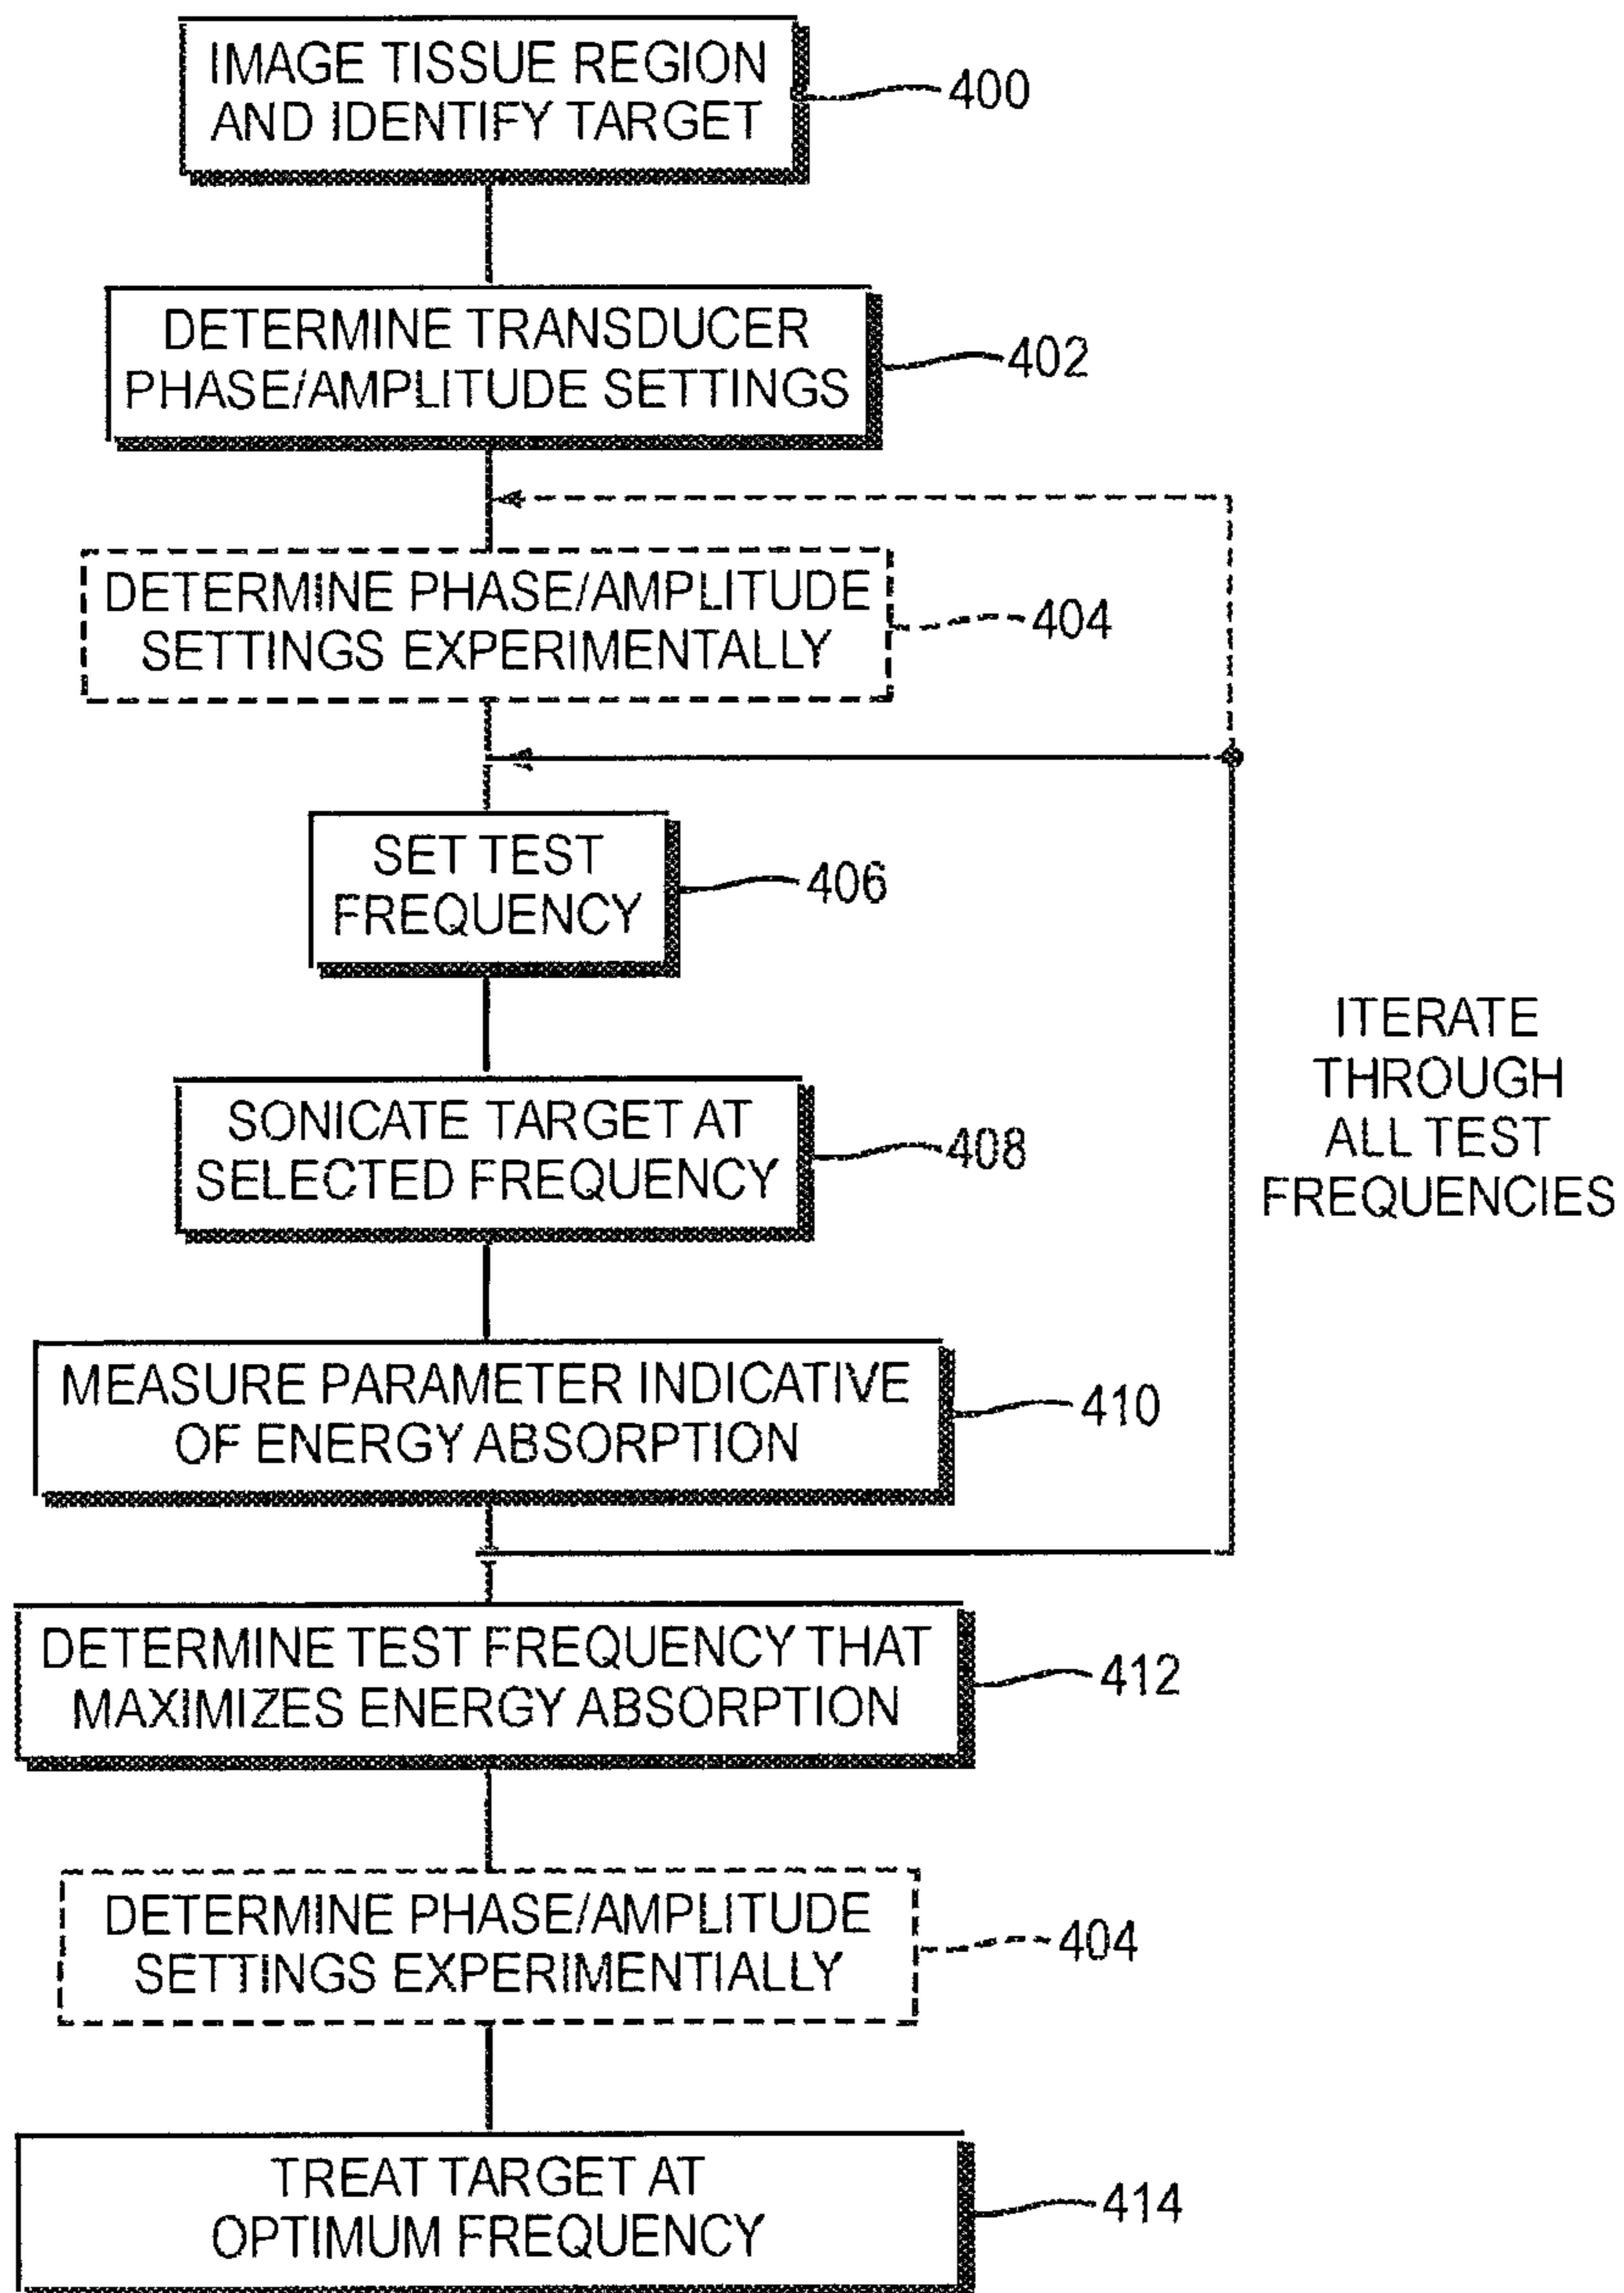 IMAGE TISSUE REGION
AND IDENTIFY TARGET
400
DETERMINE TRANSDUCER
PHASE/AMPLITUDE SETTINGS
402
DETERMINE PHASE/AMPLITUDE
SETTINGS EXPERIMENTALLY
404
SET TEST
FREQUENCY
406
SONICATE TARGET AT
SELECTED FREQUENCY
408
ITERATE
THROUGH
ALL TEST
FREQUENCIES
MEASURE PARAMETER INDICATIVE
OF ENERGY ABSORPTION
410
DETERMINE TEST FREQUENCY THAT
MAXIMIZES ENERGY ABSORPTION
412
DETERMINE PHASE/AMPLITUDE
SETTINGS EXPERIMENTIALLY
404
TREAT TARGET AT
OPTIMUM FREQUENCY
414